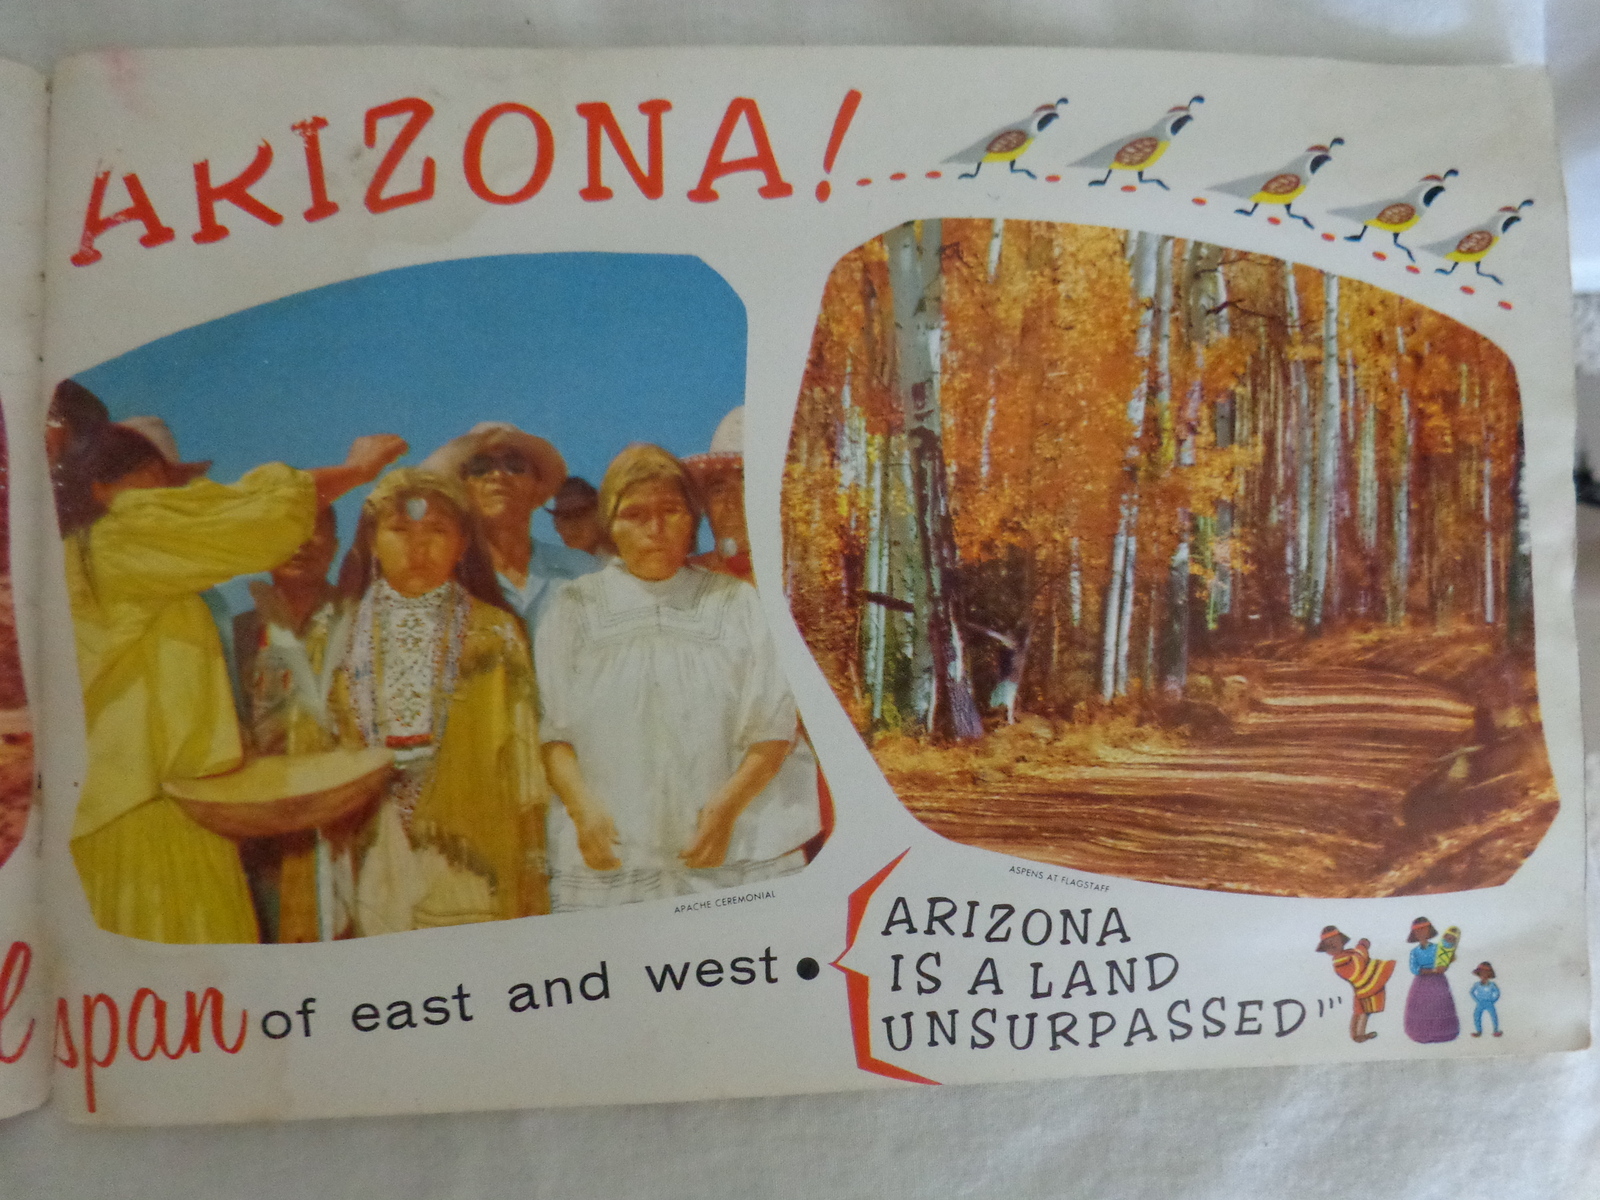 ARIZONA!...
APACHE CEREMONIAL
ASPENS AT FLAGSTAFF
span of east and west •
ARIZONA
IS A LAND
UNSURPASSED"'